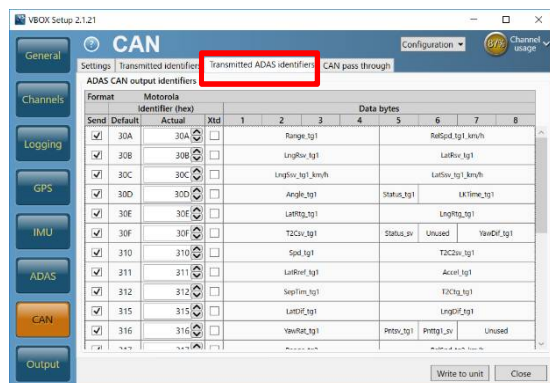 VBOX Setup 2.1.21
General
Channels
Logging
GPS
IMU
ADAS
CAN
Output
CAN
Configuration
87%
Channel usage
Settings Transmitted identifiers Transmitted ADAS identifiers CAN pass through
ADAS CAN output identifiers
Format Motorola
Identifier (hex) Data bytes
Send Default Actual Xtd 1 2 3 4 5 6 7 8
30A 30A Range_tg1 RelSpd_tg1_km/h
30B 30B LngRsv_tg1 LatRsv_tg1
30C 30C LngSsv_tg1_km/h LatSsv_tg1_km/h
30D 30D Angle_tg1 Status_tg1 LKTime_tg1
30E 30E LatRtg_tg1 LngRtg_tg1
30F 30F T2Csv_tg1 Status_sv Unused YawDif_tg1
310 310 Spd_tg1 T2C2sv_tg1
311 311 LatRref_tg1 Accel_tg1
312 312 SepTim_tg1 T2Ctg_tg1
315 315 LatDif_tg1 LngDif_tg1
316 316 YawRat_tg1 Pntsv_tg1 Pnttg1_sv Unused
Write to unit Close